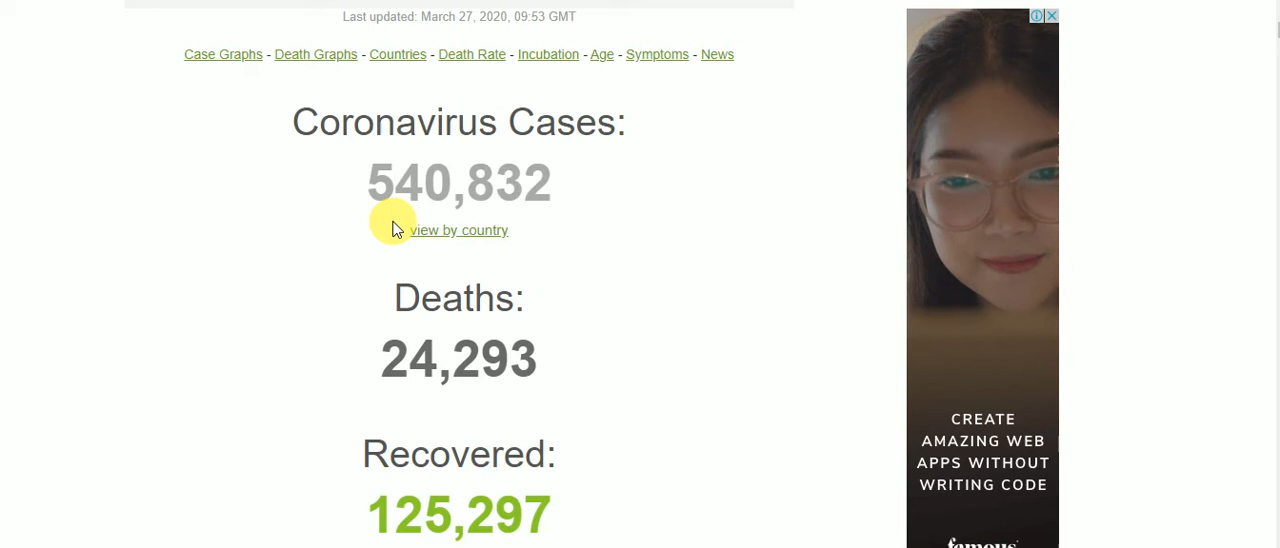 Last updated: March 27, 2020, 09:53 GMT
Case Graphs - Death Graphs - Countries - Death Rate - Incubation - Age - Symptoms - News
Coronavirus Cases:
540,832
view by country
Deaths:
24,293
Recovered:
125,297
CREATE
AMAZING WEB
APPS WITHOUT
WRITING CODE
famous